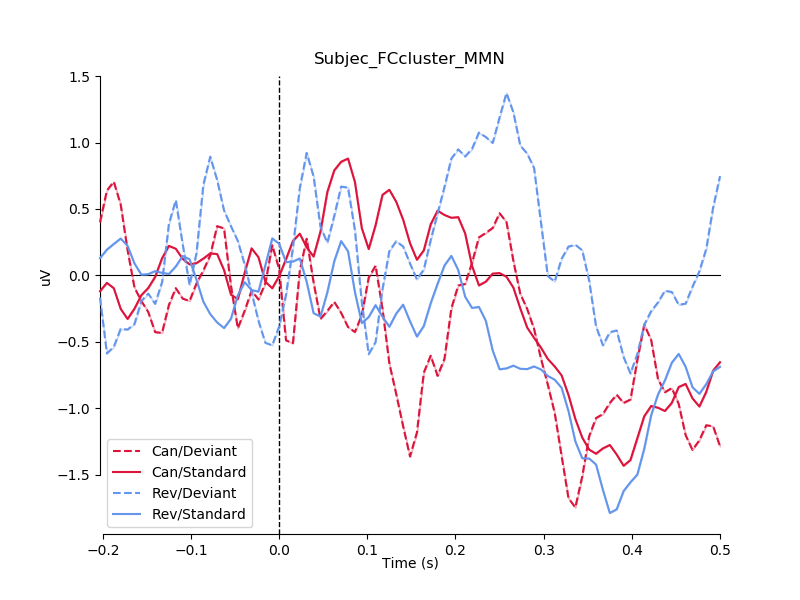 Subjec_FCcluster_MMN
uV
1.5
1.0
0.5
0.0
−0.5
−1.0
−1.5
Can/Deviant
Can/Standard
Rev/Deviant
Rev/Standard
−0.2 −0.1 0.0 0.1 0.2 0.3 0.4 0.5
Time (s)